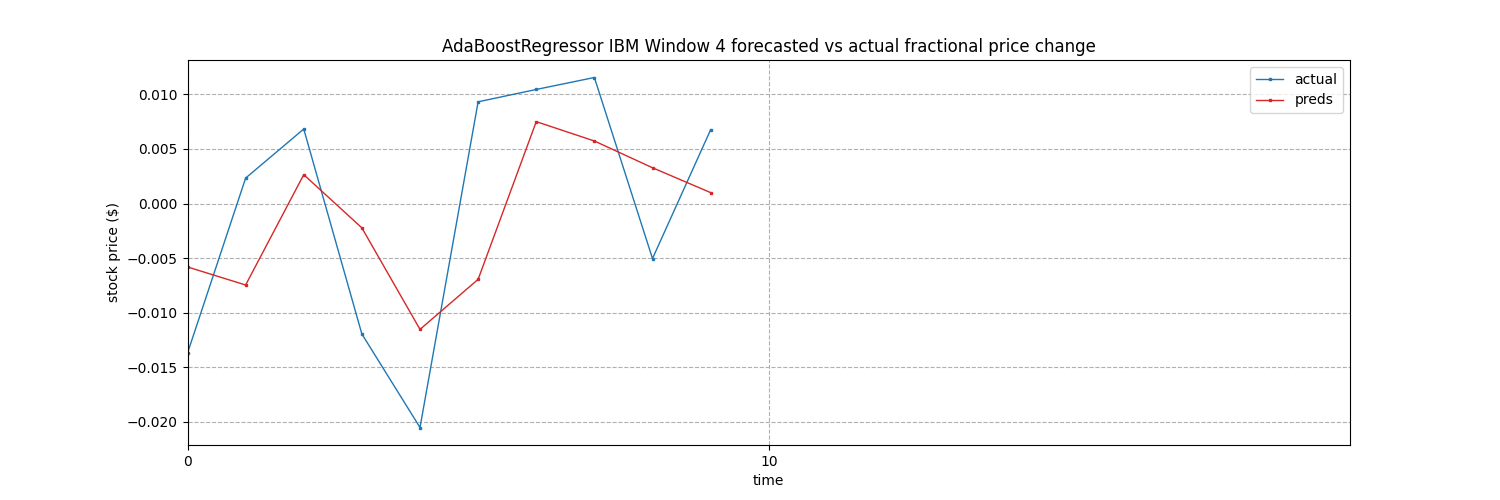 AdaBoostRegressor IBM Window 4 forecasted vs actual fractional price change
actual
preds
0.010
0.005
0.000
−0.005
−0.010
−0.015
−0.020
stock price ($)
0
10
time